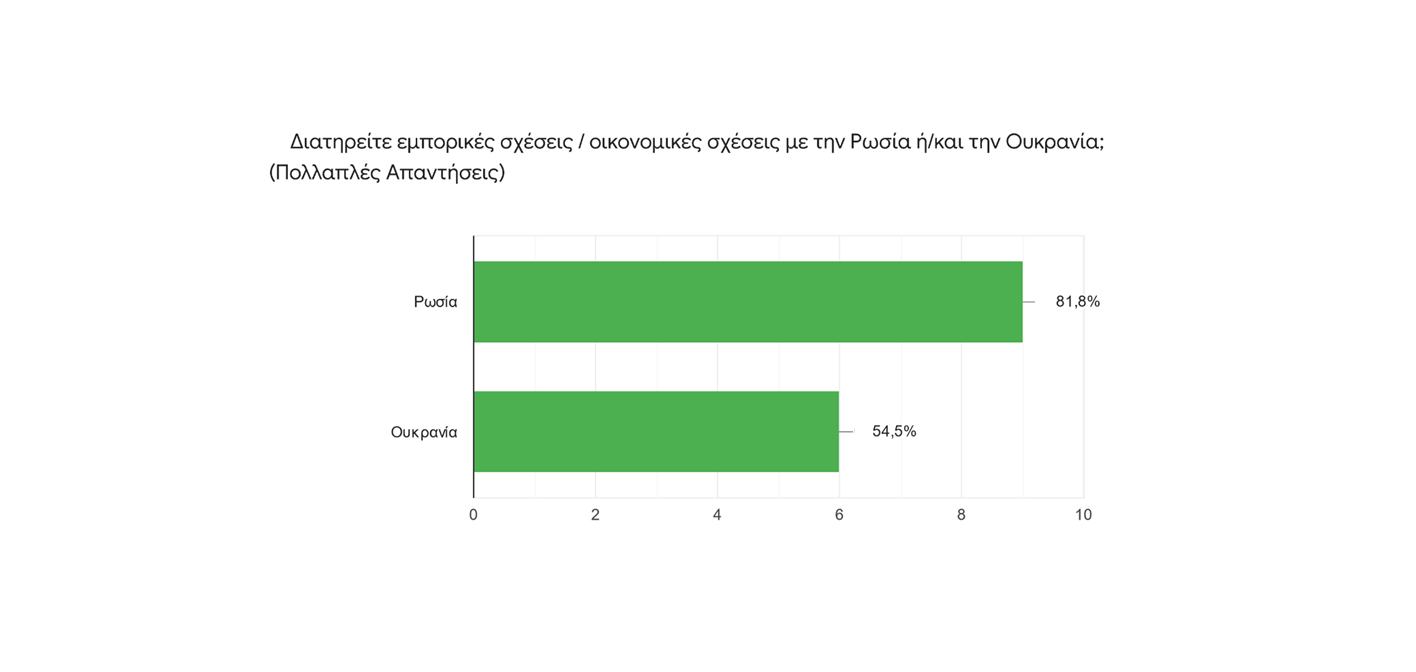 Διατηρείτε εμπορικές σχέσεις / οικονομικές σχέσεις με την Ρωσία ή/και την Ουκρανία;
(Πολλαπλές Απαντήσεις)
Ρωσία
81,8%
Ουκρανία
54,5%
0 2 4 6 8 10